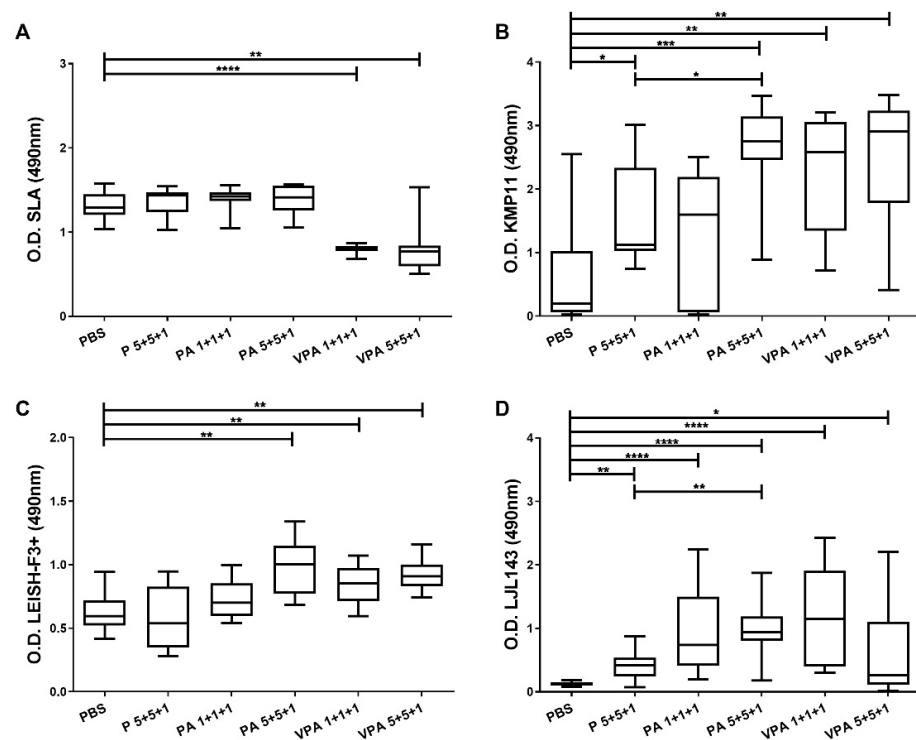 A
**
****
3
2
1
0
O.D. SLA (490nm)
PBS
P 5+5+1
PA 1+1+1
PA 5+5+1
VPA 1+1+1
VPA 5+5+1
B
**
**
***
*
*
4
3
2
1
0
O.D. KMP11 (490nm)
PBS
P 5+5+1
PA 1+1+1
PA 5+5+1
VPA 1+1+1
VPA 5+5+1
C
**
**
**
2.0
1.5
1.0
0.5
0.0
O.D. LEISH-F3+ (490nm)
PBS
P 5+5+1
PA 1+1+1
PA 5+5+1
VPA 1+1+1
VPA 5+5+1
D
*
****
****
****
**
**
4
3
2
1
0
O.D. LJL143 (490nm)
PBS
P 5+5+1
PA 1+1+1
PA 5+5+1
VPA 1+1+1
VPA 5+5+1